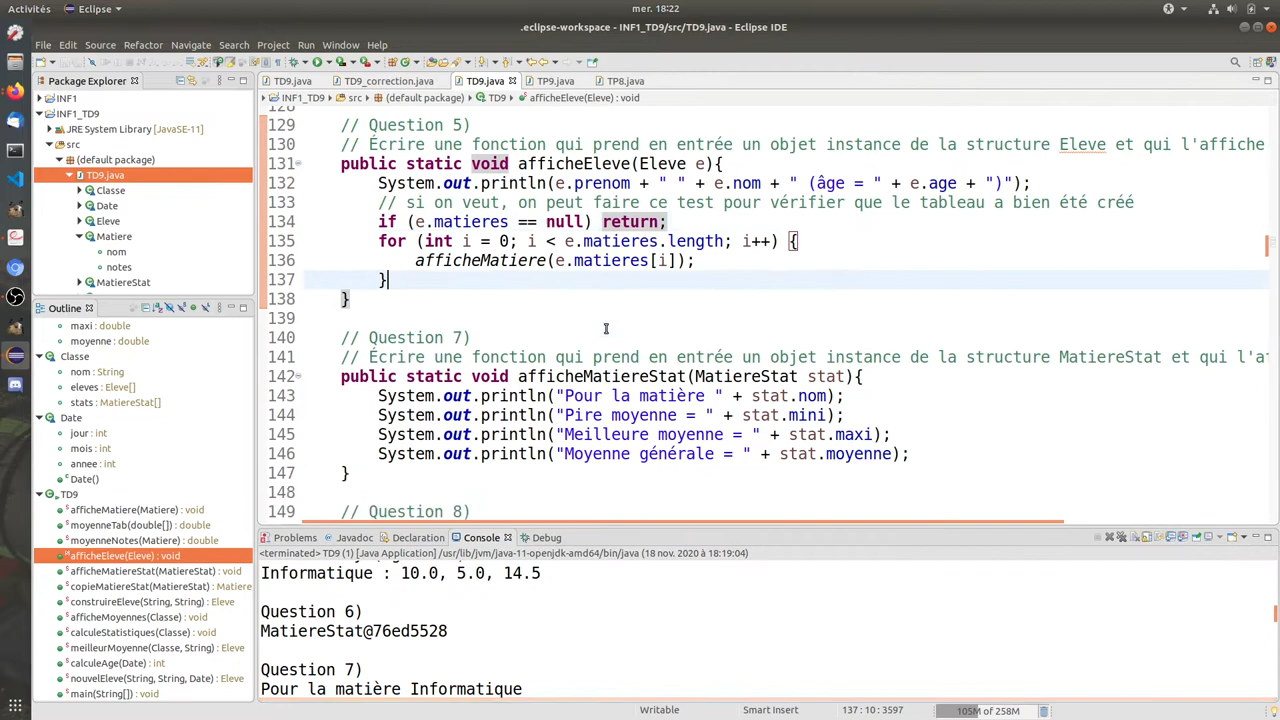 Activités Eclipse mer. 18:22
.eclipse-workspace - INF1_TD9/src/TD9.java - Eclipse IDE
File Edit Source Refactor Navigate Search Project Run Window Help
Package Explorer
INF1
INF1_TD9
JRE System Library [JavaSE-11]
src
(default package)
TD9.java
Classe
Date
Eleve
Matiere
nom
notes
MatiereStat
Outline
maxi : double
moyenne : double
Classe
nom : String
eleves : Eleve[]
stats : MatiereStat[]
Date
jour : int
mois : int
annee : int
Date()
TD9
afficheMatiere(Matiere) : void
moyenneTab(double[]) : double
moyenneNotes(Matiere) : double
afficheEleve(Eleve) : void
afficheMatiereStat(MatiereStat) : void
copieMatiereStat(MatiereStat) : Matiere
construireEleve(String, String) : Eleve
afficheMoyennes(Classe) : void
calculeStatistiques(Classe) : void
meilleurMoyenne(Classe, String) : Eleve
calculeAge(Date) : int
nouvelEleve(String, String, Date) : Eleve
main(String[]) : void
TD9.java TD9_correction.java TD9.java TP9.java TP8.java
INF1_TD9 src (default package) TD9 afficheEleve(Eleve) : void
128
129 // Question 5)
130 // Écrire une fonction qui prend en entrée un objet instance de la structure Eleve et qui l'affiche
131 public static void afficheEleve(Eleve e){
132 System.out.println(e.prenom + " " + e.nom + " (âge = " + e.age + ")");
133 // si on veut, on peut faire ce test pour vérifier que le tableau a bien été créé
134 if (e.matieres == null) return;
135 for (int i = 0; i < e.matieres.length; i++) {
136 afficheMatiere(e.matieres[i]);
137 }
138 }
139
140 // Question 7)
141 // Écrire une fonction qui prend en entrée un objet instance de la structure MatiereStat et qui l'af
142 public static void afficheMatiereStat(MatiereStat stat){
143 System.out.println("Pour la matière " + stat.nom);
144 System.out.println("Pire moyenne = " + stat.mini);
145 System.out.println("Meilleure moyenne = " + stat.maxi);
146 System.out.println("Moyenne générale = " + stat.moyenne);
147 }
148
149 // Question 8)
Problems Javadoc Declaration Console Debug
<terminated> TD9 (1) [Java Application] /usr/lib/jvm/java-11-openjdk-amd64/bin/java (18 nov. 2020 à 18:19:04)
Informatique : 10.0, 5.0, 14.5
Question 6)
MatiereStat@76ed5528
Question 7)
Pour la matière Informatique
Writable Smart Insert 137 : 10 : 3597 105M of 258M